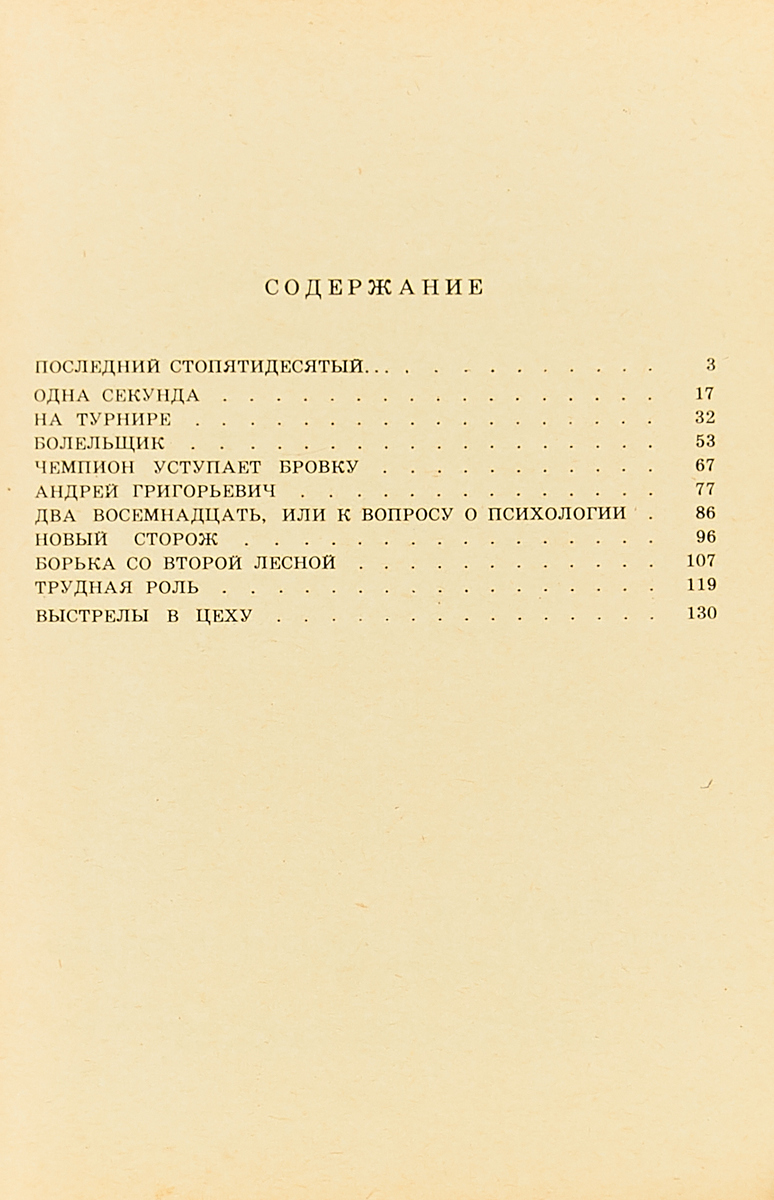 СОДЕРЖАНИЕ
ПОСЛЕДНИЙ СТОПЯТИДЕСЯТЫЙ... . . . . . . . . . . 3
ОДНА СЕКУНДА . . . . . . . . . . . . . . . . 17
НА ТУРНИРЕ . . . . . . . . . . . . . . . . . 32
БОЛЕЛЬЩИК . . . . . . . . . . . . . . . . . 53
ЧЕМПИОН УСТУПАЕТ БРОВКУ . . . . . . . . . . 67
АНДРЕЙ ГРИГОРЬЕВИЧ . . . . . . . . . . . . . 77
ДВА ВОСЕМНАДЦАТЬ, ИЛИ К ВОПРОСУ О ПСИХОЛОГИИ . 86
НОВЫЙ СТОРОЖ . . . . . . . . . . . . . . . 96
БОРЬКА СО ВТОРОЙ ЛЕСНОЙ . . . . . . . . . . . 107
ТРУДНАЯ РОЛЬ . . . . . . . . . . . . . . . . 119
ВЫСТРЕЛЫ В ЦЕХУ . . . . . . . . . . . . . . 130